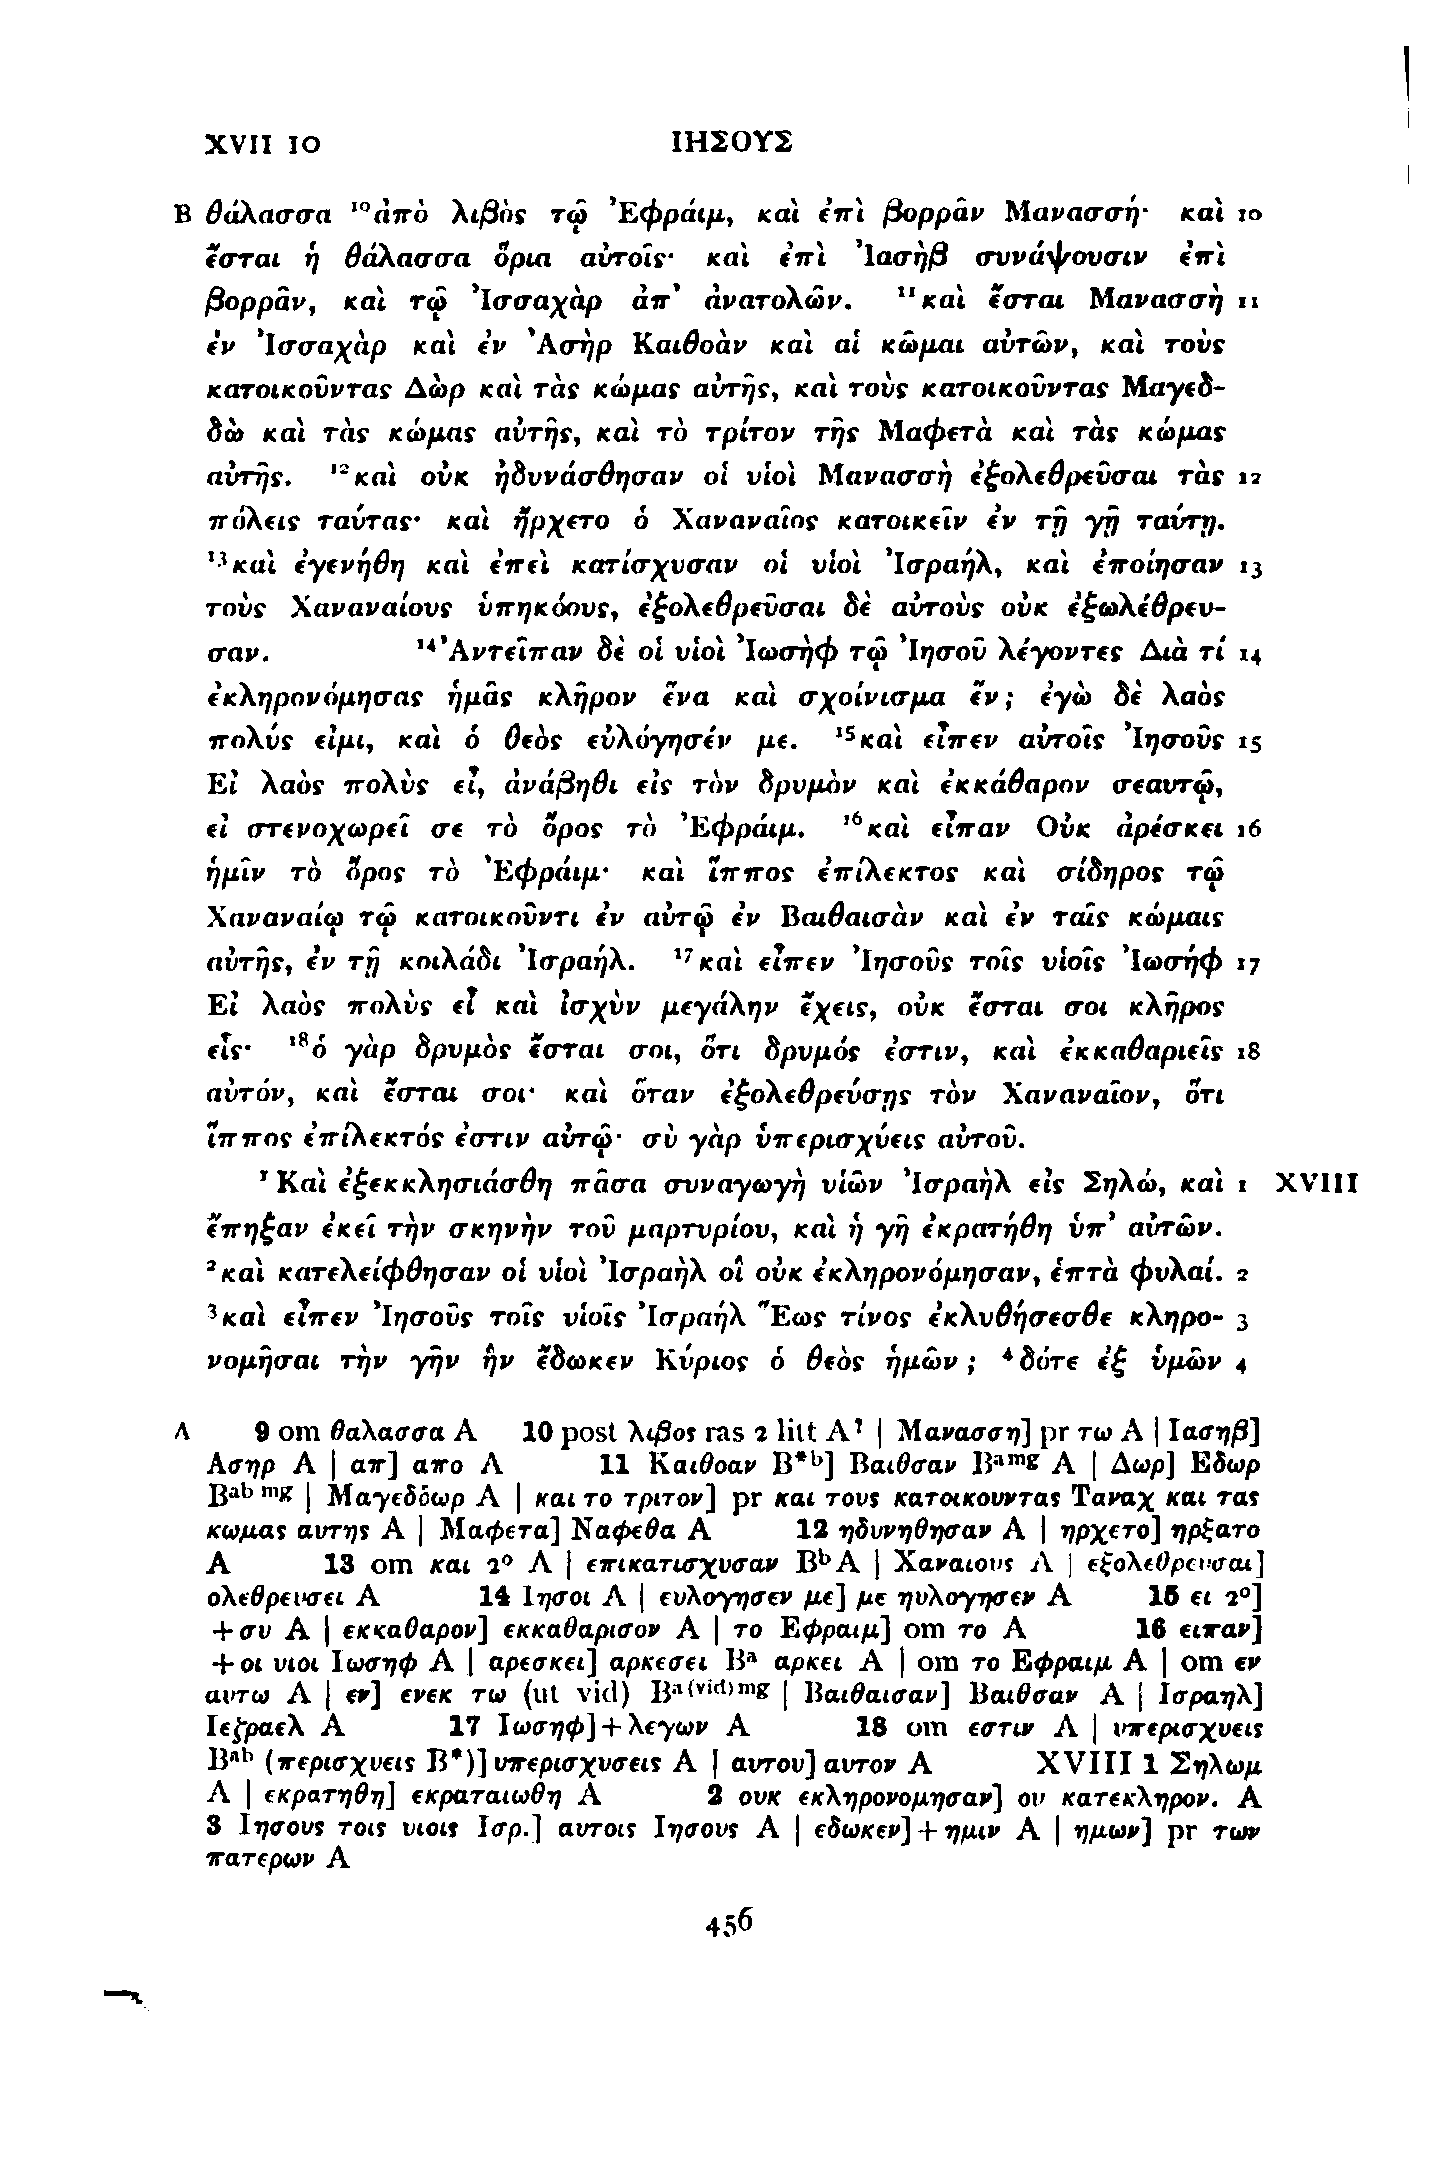 XVII 10 ΙΗΣΟΥΣ
B θάλασσα ¹⁰ἀπὸ λιβὸς τῷ Ἐφράιμ, καὶ ἐπὶ βορρᾶν Μανασσή· καὶ 10
ἔσται ἡ θάλασσα ὅρια αὐτοῖς· καὶ ἐπὶ Ἰασὴβ συνάψουσιν ἐπὶ
βορρᾶν, καὶ τῷ Ἰσσαχὰρ ἀπ’ ἀνατολῶν. ¹¹καὶ ἔσται Μανασσὴ 11
ἐν Ἰσσαχὰρ καὶ ἐν Ἀσὴρ Καιθοὰν καὶ αἱ κῶμαι αὐτῶν, καὶ τοὺς
κατοικοῦντας Δὼρ καὶ τὰς κώμας αὐτῆς, καὶ τοὺς κατοικοῦντας Μαγεδ-
δὼ καὶ τὰς κώμας αὐτῆς, καὶ τὸ τρίτον τῆς Μαφετὰ καὶ τὰς κώμας
αὐτῆς. ¹²καὶ οὐκ ἠδυνάσθησαν οἱ υἱοὶ Μανασσὴ ἐξολεθρεῦσαι τὰς 12
πόλεις ταύτας· καὶ ἤρχετο ὁ Χαναναῖος κατοικεῖν ἐν τῇ γῇ ταύτῃ.
¹³καὶ ἐγενήθη καὶ ἐπεὶ κατίσχυσαν οἱ υἱοὶ Ἰσραήλ, καὶ ἐποίησαν 13
τοὺς Χαναναίους ὑπηκόους, ἐξολεθρεῦσαι δὲ αὐτοὺς οὐκ ἐξωλέθρευ-
σαν. ¹⁴Ἀντεῖπαν δὲ οἱ υἱοὶ Ἰωσὴφ τῷ Ἰησοῦ λέγοντες Διὰ τί 14
ἐκληρονόμησας ἡμᾶς κλῆρον ἕνα καὶ σχοίνισμα ἕν; ἐγὼ δὲ λαὸς
πολύς εἰμι, καὶ ὁ θεὸς εὐλόγησέν με. ¹⁵καὶ εἶπεν αὐτοῖς Ἰησοῦς 15
Εἰ λαὸς πολὺς εἶ, ἀνάβηθι εἰς τὸν δρυμὸν καὶ ἐκκάθαρον σεαυτῷ,
εἰ στενοχωρεῖ σε τὸ ὄρος τὸ Ἐφράιμ. ¹⁶καὶ εἶπαν Οὐκ ἀρέσκει 16
ἡμῖν τὸ ὄρος τὸ Ἐφράιμ· καὶ ἵππος ἐπίλεκτος καὶ σίδηρος τῷ
Χαναναίῳ τῷ κατοικοῦντι ἐν αὐτῷ ἐν Βαιθαισὰν καὶ ἐν ταῖς κώμαις
αὐτῆς, ἐν τῇ κοιλάδι Ἰσραήλ. ¹⁷καὶ εἶπεν Ἰησοῦς τοῖς υἱοῖς Ἰωσήφ 17
Εἰ λαὸς πολὺς εἶ καὶ ἰσχὺν μεγάλην ἔχεις, οὐκ ἔσται σοι κλῆρος
εἷς· ¹⁸ὁ γὰρ δρυμὸς ἔσται σοι, ὅτι δρυμός ἐστιν, καὶ ἐκκαθαριεῖς 18
αὐτόν, καὶ ἔσται σοι· καὶ ὅταν ἐξολεθρεύσῃς τὸν Χαναναῖον, ὅτι
ἵππος ἐπίλεκτός ἐστιν αὐτῷ· σὺ γὰρ ὑπερισχύεις αὐτοῦ.
¹Καὶ ἐξεκκλησιάσθη πᾶσα συναγωγὴ υἱῶν Ἰσραὴλ εἰς Σηλώ, καὶ 1 XVIII
ἔπηξαν ἐκεῖ τὴν σκηνὴν τοῦ μαρτυρίου, καὶ ἡ γῆ ἐκρατήθη ὑπ’ αὐτῶν.
²καὶ κατελείφθησαν οἱ υἱοὶ Ἰσραὴλ οἳ οὐκ ἐκληρονόμησαν, ἑπτὰ φυλαί. 2
³καὶ εἶπεν Ἰησοῦς τοῖς υἱοῖς Ἰσραήλ Ἕως τίνος ἐκλυθήσεσθε κληρο- 3
νομῆσαι τὴν γῆν ἣν ἔδωκεν Κύριος ὁ θεὸς ἡμῶν; ⁴δότε ἐξ ὑμῶν 4
A 9 om θαλασσα A 10 post λιβος ras 2 litt A¹ | Μανασση] pr τω A | Ιασηβ]
Ασηρ A | απ] απο A 11 Καιθοαν B*ᵇ] Βαιθσαν Bᵃᵐᵍ A | Δωρ] Εδωρ
Bᵃᵇ ᵐᵍ | Μαγεδδωρ A | και το τριτον] pr και τους κατοικουντας Ταναχ και τας
κωμας αυτης A | Μαφετα] Ναφεθα A 12 ηδυνηθησαν A | ηρχετο] ηρξατο
A 13 om και 2° A | επικατισχυσαν Bᵇ A | Χαναιους A | εξολεθρευσαι]
ολεθρευσει A 14 Ιησοι A | ευλογησεν με] με ηυλογησεν A 15 ει 2°]
+συ A | εκκαθαρον] εκκαθαρισον A | το Εφραιμ] om το A 16 ειπαν]
+οι υιοι Ιωσηφ A | αρεσκει] αρκεσει Bᵃ αρκει A | om το Εφραιμ A | om εν
αυτω A | εν] ενεκ τω (ut vid) Bᵃ⁽ᵛⁱᵈ⁾ᵐᵍ | Βαιθαισαν] Βαιθσαν A | Ισραηλ]
Ιεζραελ A 17 Ιωσηφ]+λεγων A 18 om εστιν A | υπερισχυεις
Bᵃᵇ (περισχυεις B*)] υπερισχυσεις A | αυτου] αυτον A XVIII 1 Σηλωμ
A | εκρατηθη] εκραταιωθη A 2 ουκ εκληρονομησαν] ου κατεκληρον. A
3 Ιησους τοις υιοις Ισρ.] αυτοις Ιησους A | εδωκεν]+ημιν A | ημων] pr των
πατερων A
456